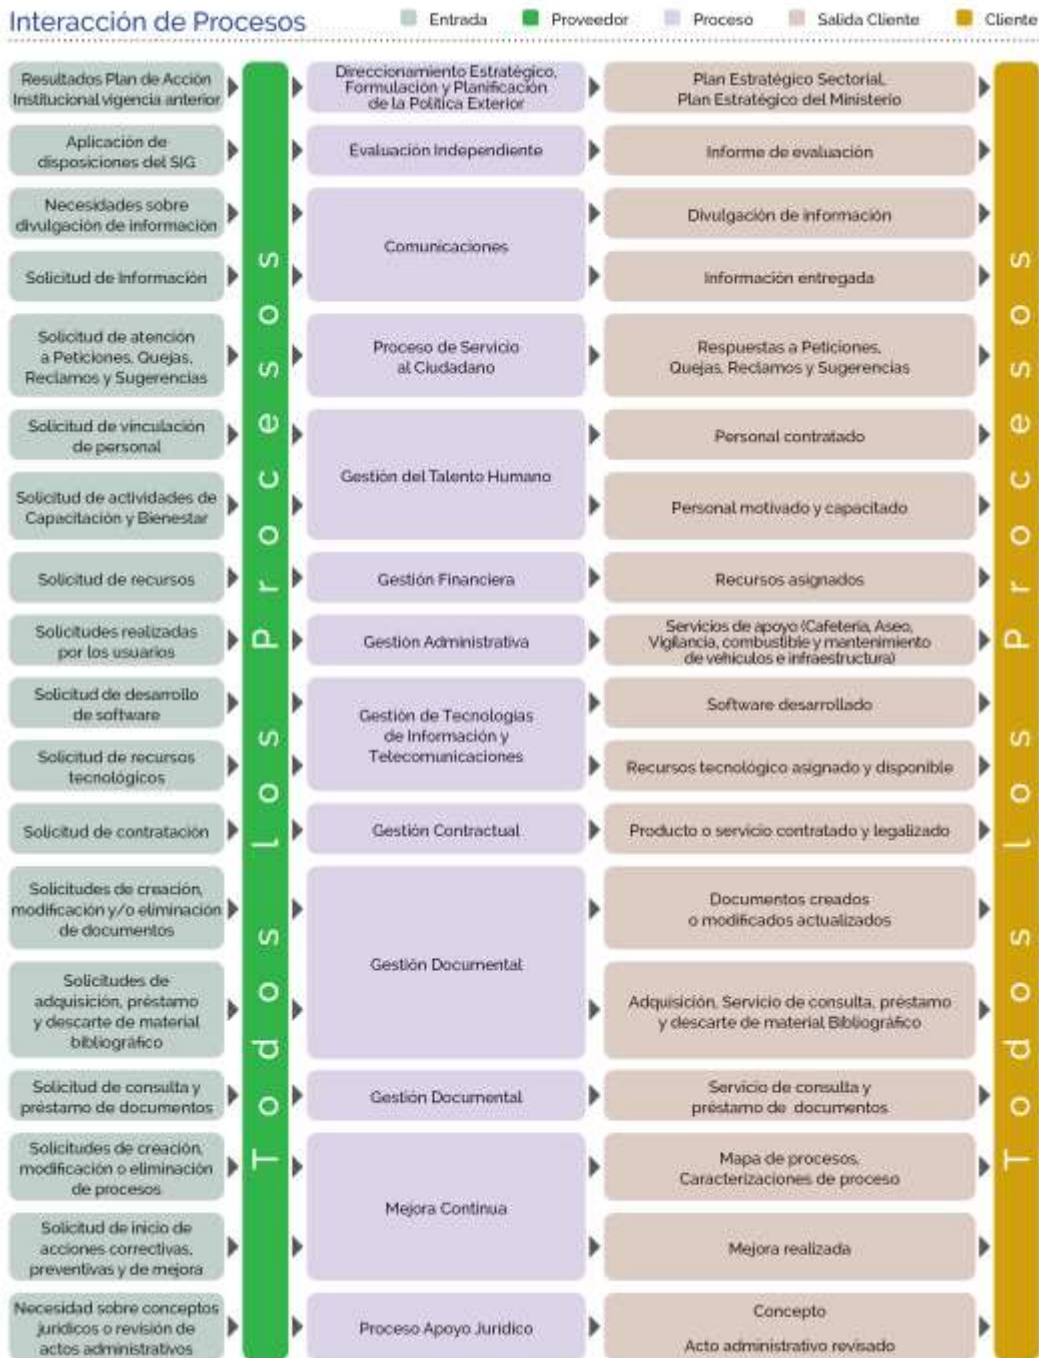 Interacción de Procesos
Entrada
Proveedor
Proceso
Salida Cliente
Cliente
Resultados Plan de Acción
Institucional vigencia anterior.
Direccionamiento Estratégico,
Formulación y Planificación
de la Política Exterior
Plan Estratégico Sectorial,
Plan Estratégico del Ministerio
Aplicación de
disposiciones del SIG
Evaluación Independiente
Informe de evaluación
Necesidades sobre
divulgación de información
Comunicaciones
Divulgación de información
Solicitud de Información
Información entregada
Solicitud de atención
a Peticiones, Quejas,
Reclamos y Sugerencias
Proceso de Servicio
al Ciudadano
Respuestas a Peticiones,
Quejas, Reclamos y Sugerencias
Solicitud de vinculación
de personal
Gestión del Talento Humano
Personal contratado
Solicitud de actividades de
Capacitación y Bienestar
Personal motivado y capacitado
Solicitud de recursos
Gestión Financiera
Recursos asignados
Solicitudes realizadas
por los usuarios
Gestión Administrativa
Servicios de apoyo (Cafetería, Aseo,
Vigilancia, combustible y mantenimiento
de vehículos e infraestructura)
Solicitud de desarrollo
de software
Gestión de Tecnologías
de Información y
Telecomunicaciones
Software desarrollado
Solicitud de recursos
tecnológicos
Recursos tecnológico asignado y disponible
Solicitud de contratación
Gestión Contractual
Producto o servicio contratado y legalizado
Solicitudes de creación,
modificación y/o eliminación
de documentos
Gestión Documental
Documentos creados
o modificados actualizados
Solicitudes de
adquisición, préstamo
y descarte de material
bibliográfico
Adquisición, Servicio de consulta, préstamo
y descarte de material Bibliográfico
Solicitud de consulta y
préstamo de documentos
Gestión Documental
Servicio de consulta y
préstamo de documentos
Solicitudes de creación,
modificación o eliminación
de procesos
Mejora Continua
Mapa de procesos,
Caracterizaciones de proceso
Solicitud de inicio de
acciones correctivas,
preventivas y de mejora
Mejora realizada
Necesidad sobre conceptos
jurídicos o revisión de
actos administrativos
Proceso Apoyo Jurídico
Concepto
Acto administrativo revisado
Todos los Procesos
Todos los Procesos